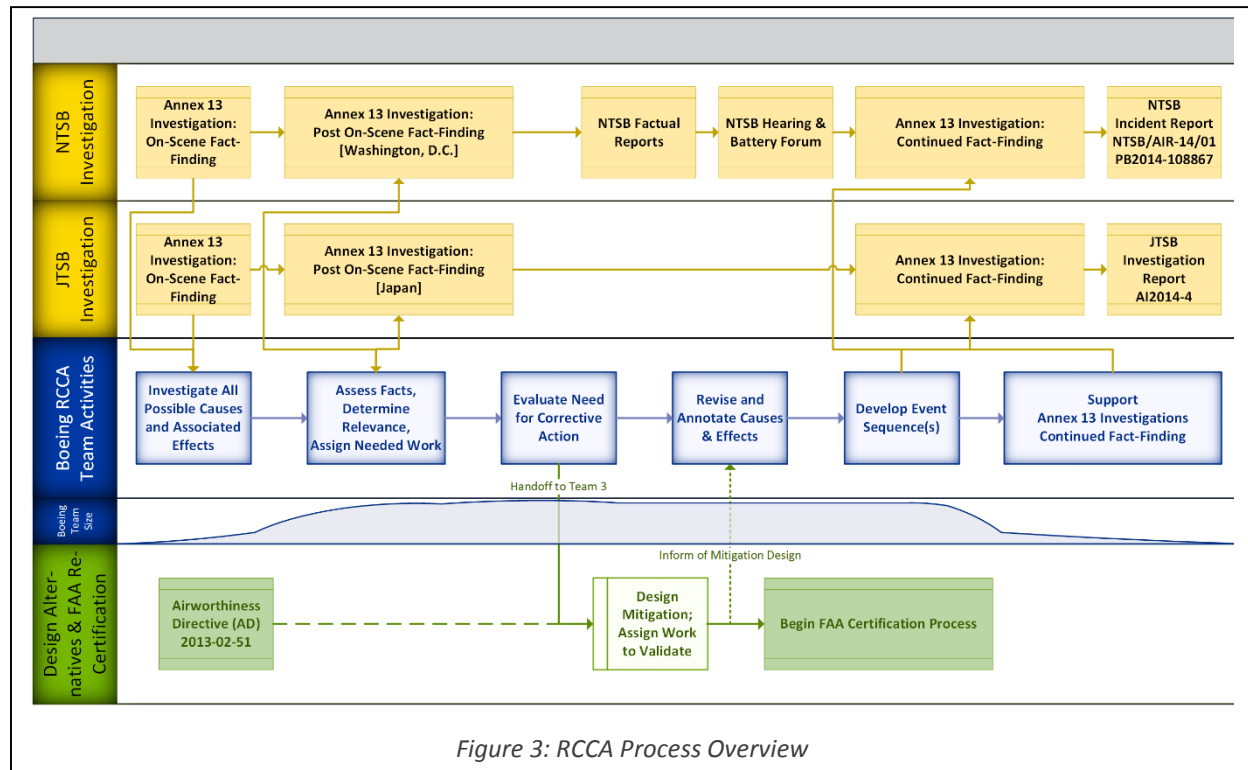 NTSB
Investigation
Annex 13
Investigation:
On-Scene Fact-
Finding
Annex 13 Investigation:
Post On-Scene Fact-Finding
[Washington, D.C.]
NTSB Factual
Reports
NTSB Hearing &
Battery Forum
Annex 13 Investigation:
Continued Fact-Finding
NTSB
Incident Report
NTSB/AIR-14/01
PB2014-108867
JTSB
Investigation
Annex 13
Investigation:
On-Scene Fact-
Finding
Annex 13 Investigation:
Post On-Scene Fact-Finding
[Japan]
Annex 13 Investigation:
Continued Fact-Finding
JTSB
Investigation
Report
AI2014-4
Boeing RCCA
Team Activities
Investigate All
Possible Causes
and Associated
Effects
Assess Facts,
Determine
Relevance,
Assign Needed Work
Evaluate Need
for Corrective
Action
Revise and
Annotate Causes
& Effects
Develop Event
Sequence(s)
Support
Annex 13 Investigations
Continued Fact-Finding
Handoff to Team 3
Boeing
Team
Size
Inform of Mitigation Design
Design Alter-
natives & FAA Re-
Certification
Airworthiness
Directive (AD)
2013-02-51
Design
Mitigation;
Assign Work
to Validate
Begin FAA Certification Process
Figure 3: RCCA Process Overview